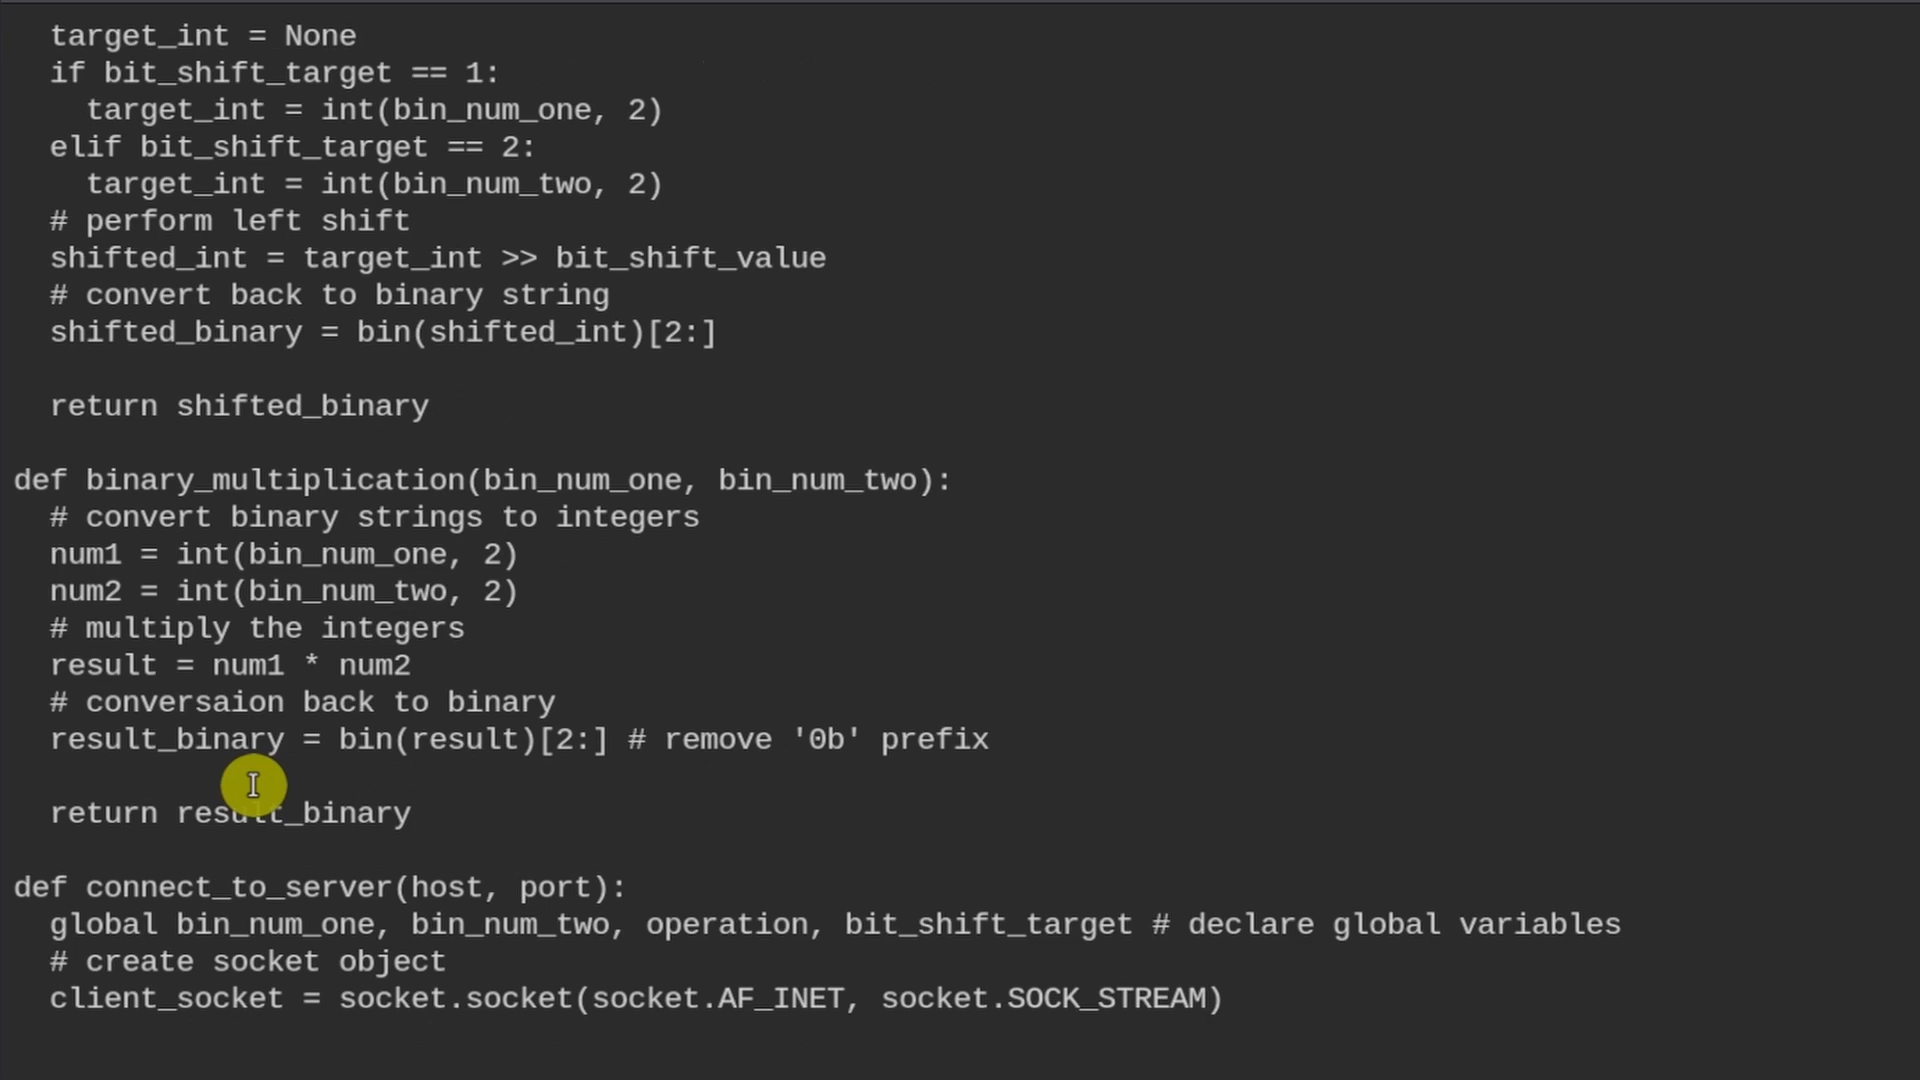 target_int = None
if bit_shift_target == 1:
target_int = int(bin_num_one, 2)
elif bit_shift_target == 2:
target_int = int(bin_num_two, 2)
# perform left shift
shifted_int = target_int >> bit_shift_value
# convert back to binary string
shifted_binary = bin(shifted_int)[2:]
return shifted_binary
def binary_multiplication(bin_num_one, bin_num_two):
# convert binary strings to integers
num1 = int(bin_num_one, 2)
num2 = int(bin_num_two, 2)
# multiply the integers
result = num1 * num2
# conversaion back to binary
result_binary = bin(result)[2:] # remove '0b' prefix
return result_binary
def connect_to_server(host, port):
global bin_num_one, bin_num_two, operation, bit_shift_target # declare global variables
# create socket object
client_socket = socket.socket(socket.AF_INET, socket.SOCK_STREAM)